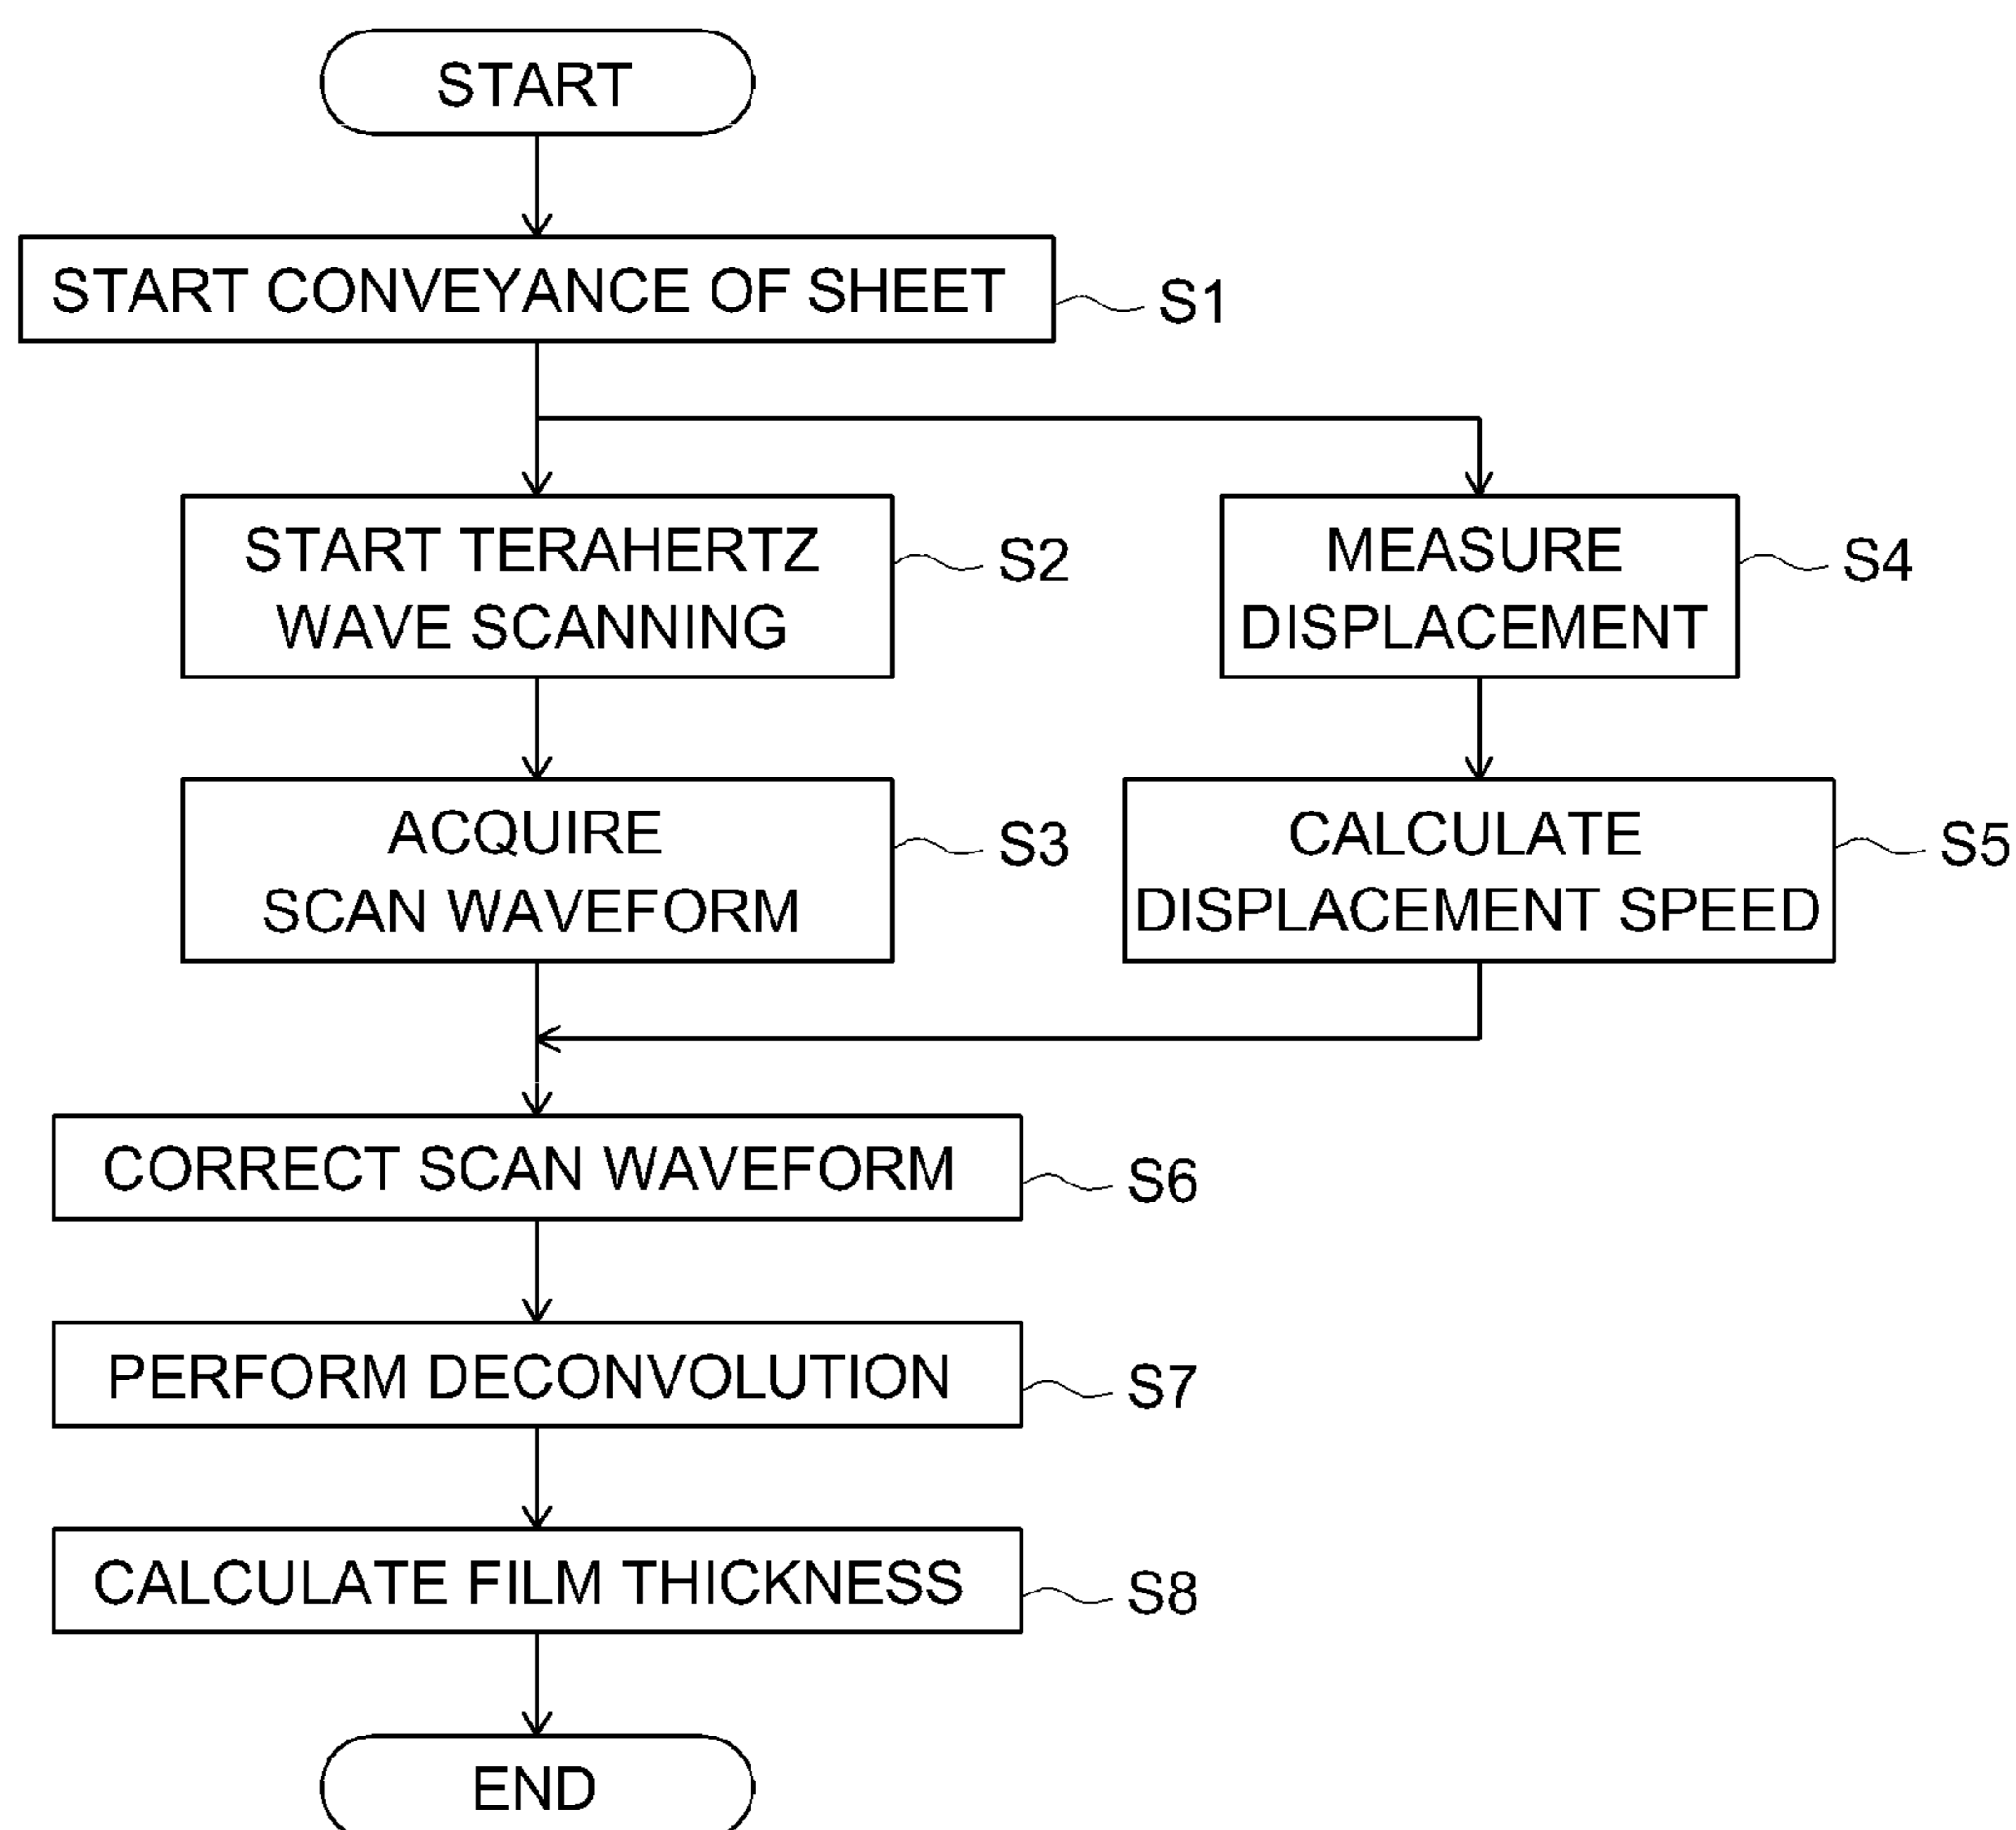 START
START CONVEYANCE OF SHEET
S1
START TERAHERTZ
WAVE SCANNING
S2
MEASURE
DISPLACEMENT
S4
ACQUIRE
SCAN WAVEFORM
S3
CALCULATE
DISPLACEMENT SPEED
S5
CORRECT SCAN WAVEFORM
S6
PERFORM DECONVOLUTION
S7
CALCULATE FILM THICKNESS
S8
END